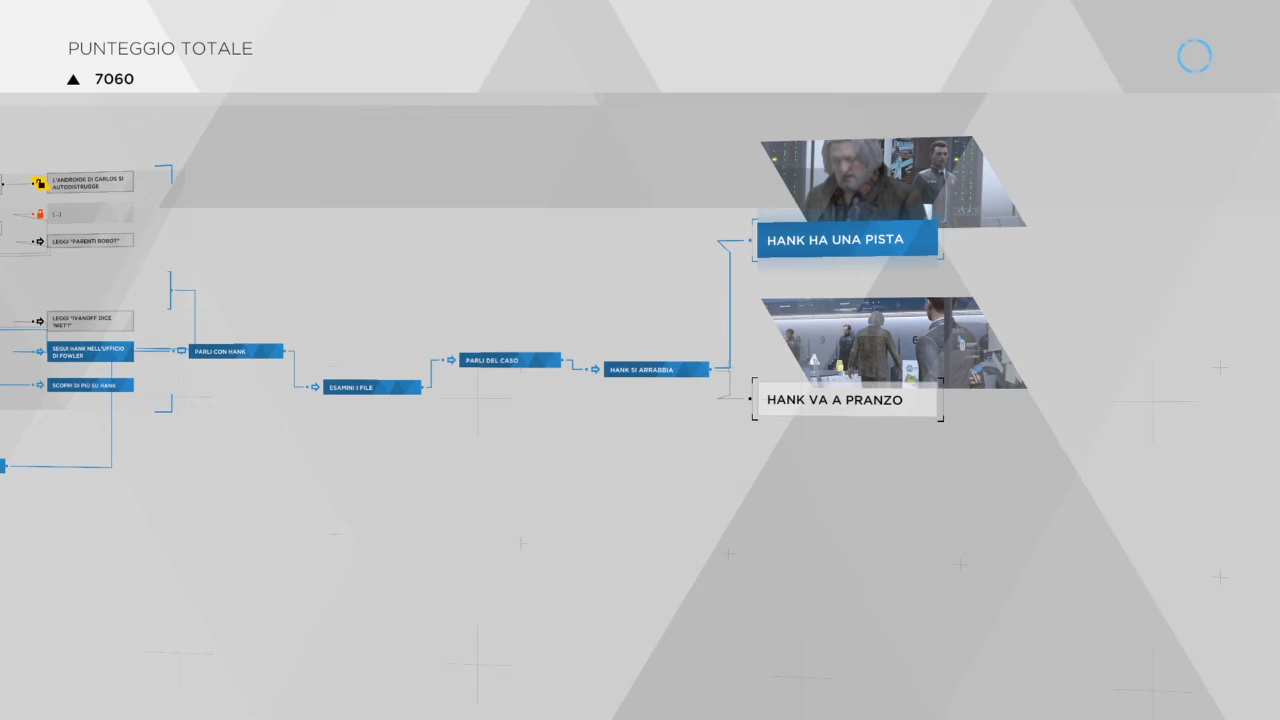 PUNTEGGIO TOTALE
7060
L'ANDROIDE DI CARLOS SI
AUTODISTRUGGE
[...]
LEGGI "PARENTI ROBOT"
LEGGI "IVANOFF DICE
'NIET'!"
SEGUI HANK NELL'UFFICIO
DI FOWLER
SCOPRI DI PIÙ SU HANK
PARLI CON HANK
ESAMINI I FILE
PARLI DEL CASO
HANK SI ARRABBIA
HANK HA UNA PISTA
HANK VA A PRANZO